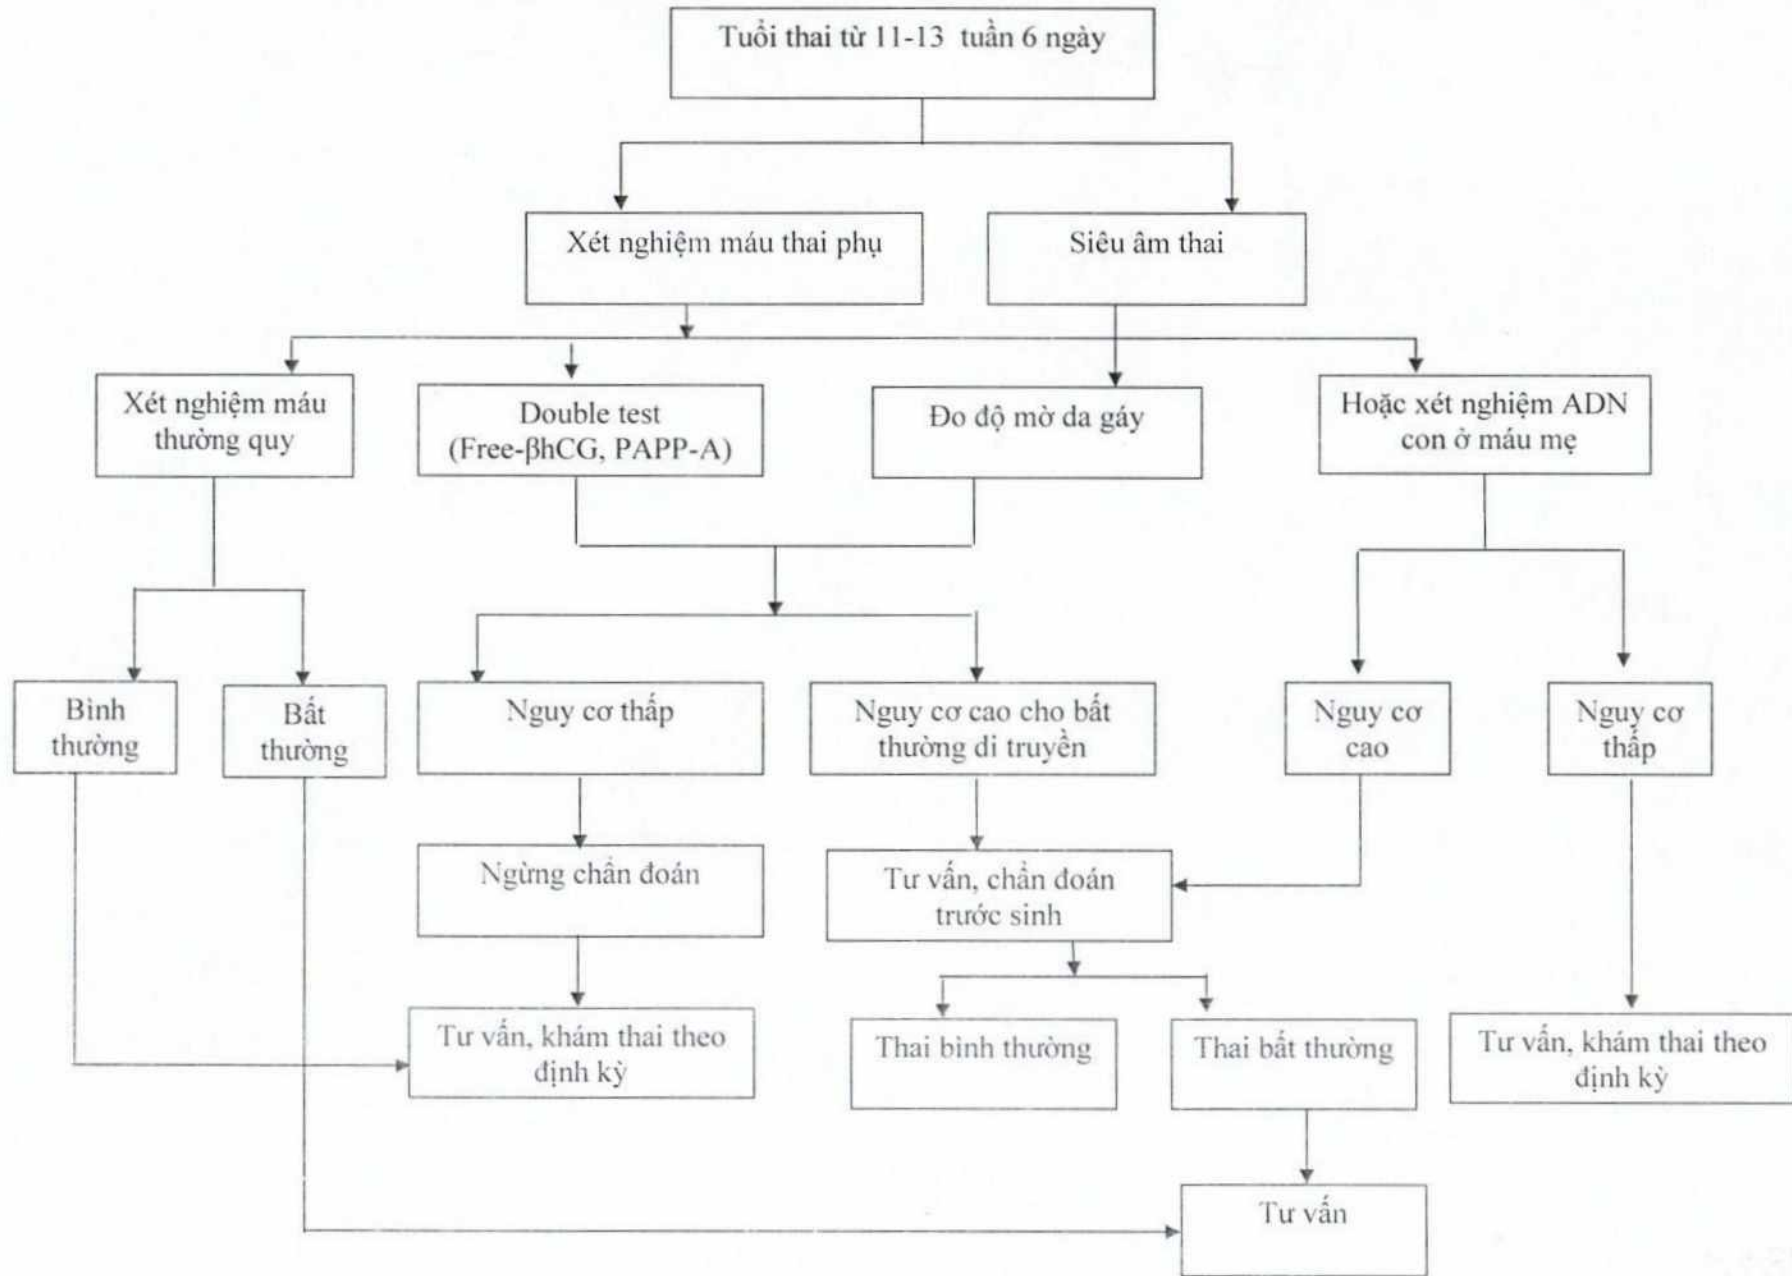 Tuổi thai từ 11-13 tuần 6 ngày
Xét nghiệm máu thai phụ
Siêu âm thai
Xét nghiệm máu
thường quy
Double test
(Free-βhCG, PAPP-A)
Đo độ mờ da gáy
Hoặc xét nghiệm ADN
con ở máu mẹ
Bình
thường
Bất
thường
Nguy cơ thấp
Nguy cơ cao cho bất
thường di truyền
Nguy cơ
cao
Nguy cơ
thấp
Ngừng chẩn đoán
Tư vấn, chẩn đoán
trước sinh
Tư vấn, khám thai theo
định kỳ
Thai bình thường
Thai bất thường
Tư vấn, khám thai theo
định kỳ
Tư vấn